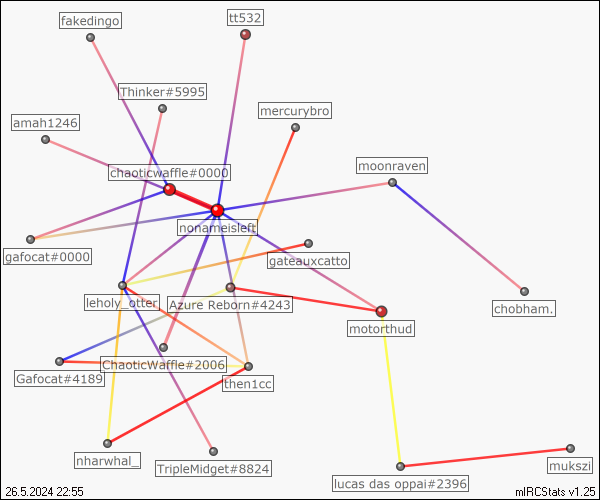 fakedingo
tt532
Thinker#5995
mercurybro
amah1246
chaoticwaffle#0000
moonraven
nonameisleft
gafocat#0000
gateauxcatto
leholy_otter
Azure Reborn#4243
chobham.
motorthud
ChaoticWaffle#2006
Gafocat#4189
then1cc
nharwhal_
TripleMidget#8824
mukszi
lucas das oppai#2396
26.5.2024 22:55
mIRCStats v1.25